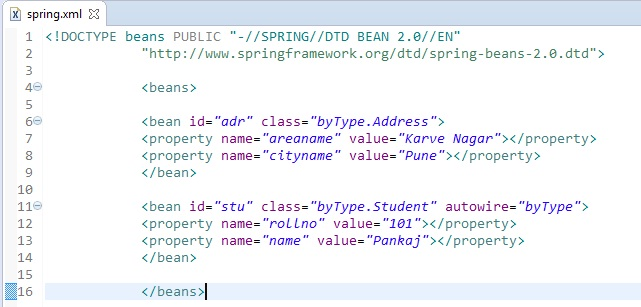 spring.xml
1 <!DOCTYPE beans PUBLIC "-//SPRING//DTD BEAN 2.0//EN"
2 "http://www.springframework.org/dtd/spring-beans-2.0.dtd">
3
4 <beans>
5
6 <bean id="adr" class="byType.Address">
7 <property name="areaname" value="Karve Nagar"></property>
8 <property name="cityname" value="Pune"></property>
9 </bean>
10
11 <bean id="stu" class="byType.Student" autowire="byType">
12 <property name="rollno" value="101"></property>
13 <property name="name" value="Pankaj"></property>
14 </bean>
15
16 </beans>